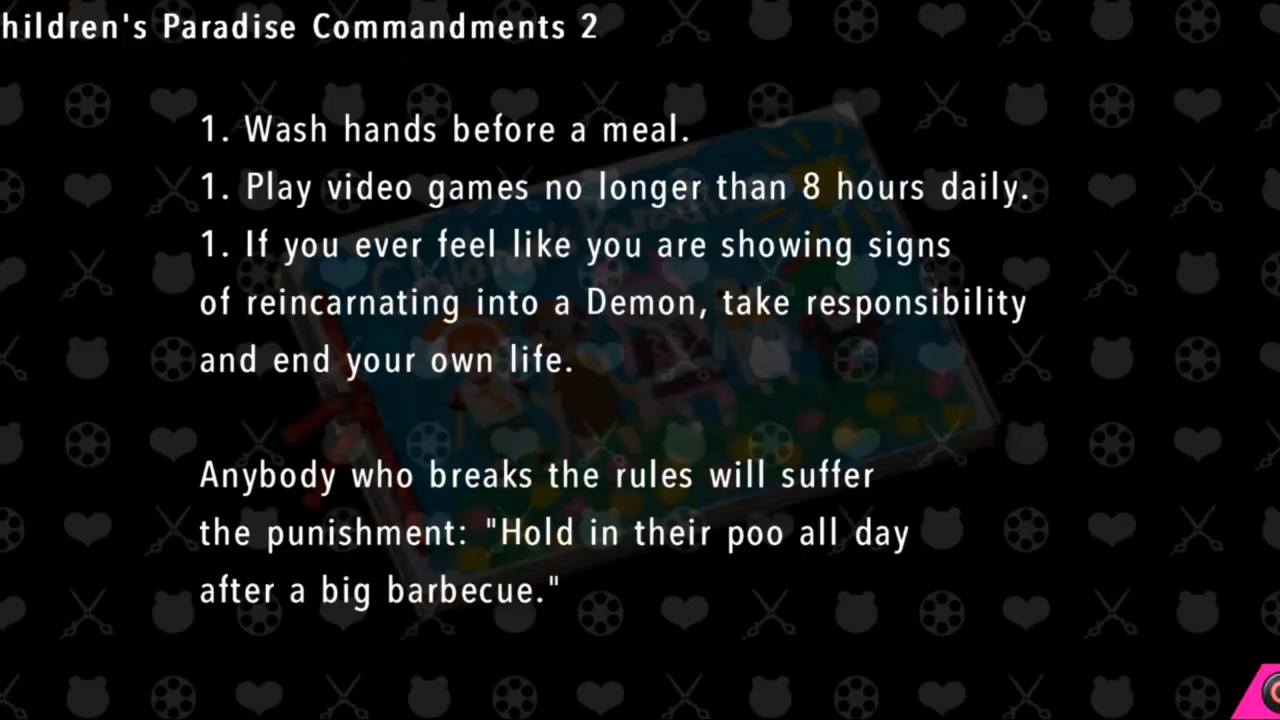 hildren's Paradise Commandments 2
1. Wash hands before a meal.
1. Play video games no longer than 8 hours daily.
1. If you ever feel like you are showing signs
of reincarnating into a Demon, take responsibility
and end your own life.
Anybody who breaks the rules will suffer
the punishment: "Hold in their poo all day
after a big barbecue."